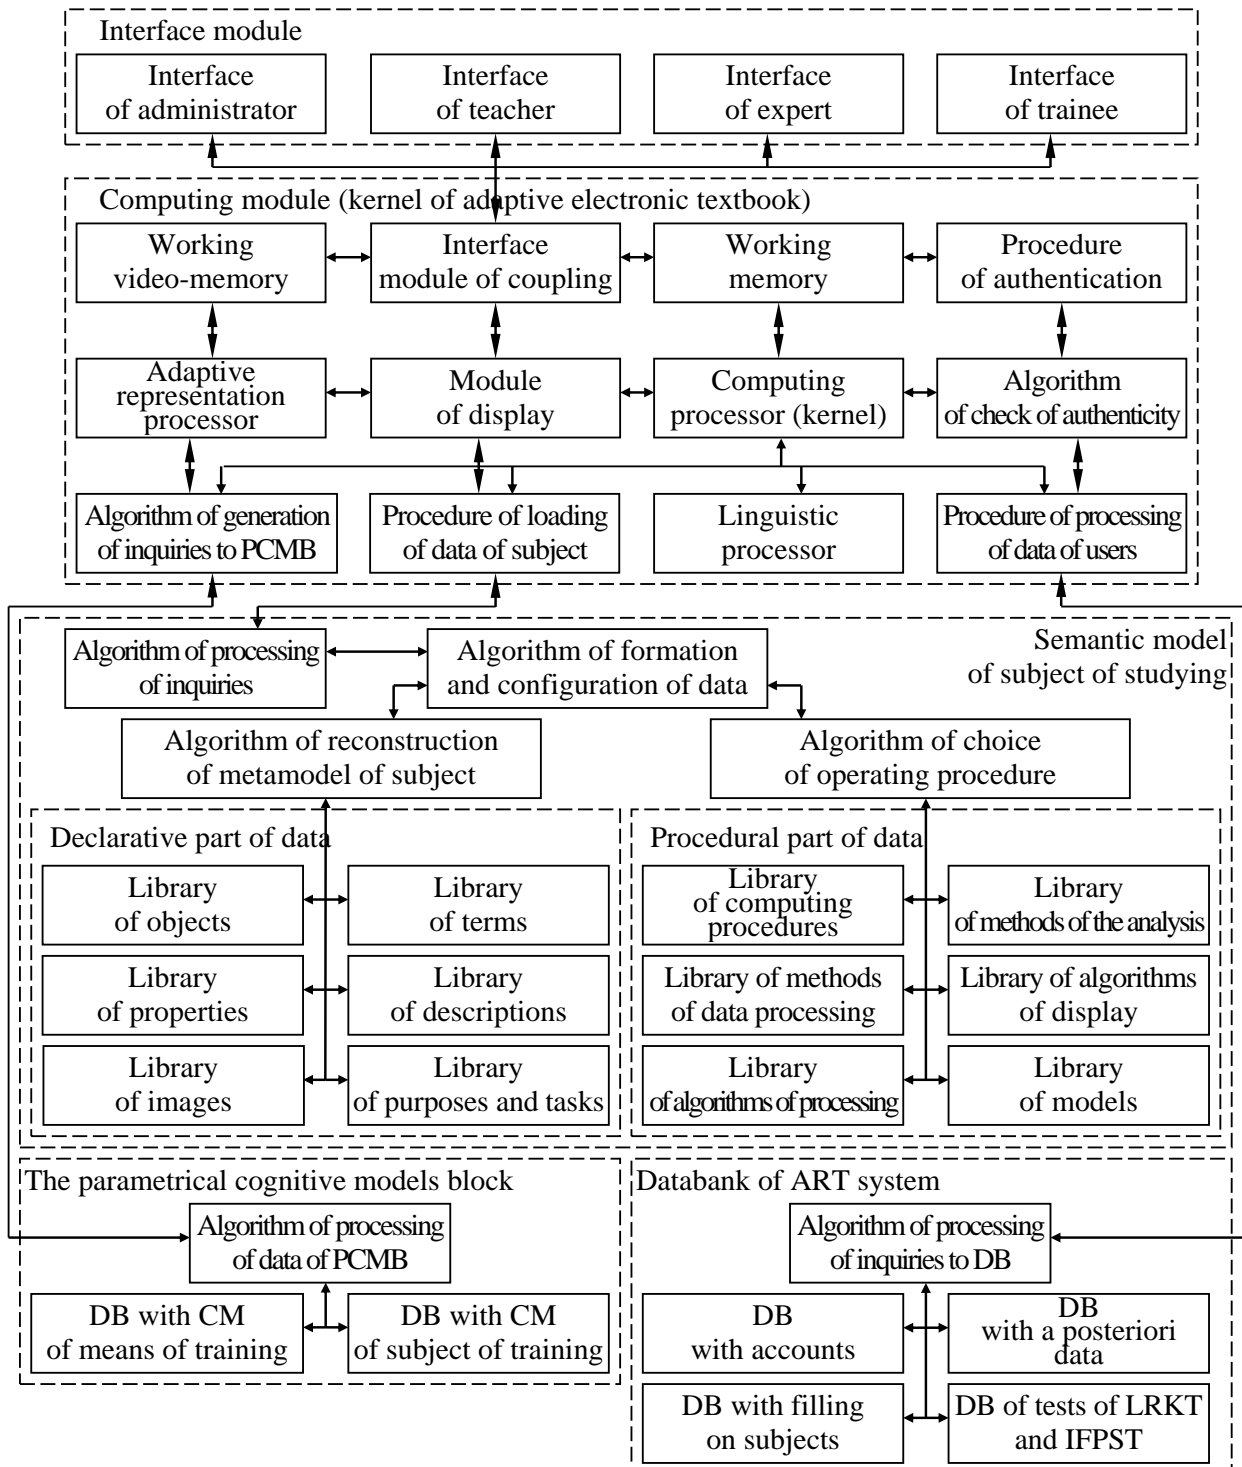 Interface module
Interface
of administrator
Interface
of teacher
Interface
of expert
Interface
of trainee
Computing module (kernel of adaptive electronic textbook)
Working
video-memory
Interface
module of coupling
Working
memory
Procedure
of authentication
Adaptive
representation
processor
Module
of display
Computing
processor (kernel)
Algorithm
of check of authenticity
Algorithm of generation
of inquiries to PCMB
Procedure of loading
of data of subject
Linguistic
processor
Procedure of processing
of data of users
Semantic model
of subject of studying
Algorithm of processing
of inquiries
Algorithm of formation
and configuration of data
Algorithm of reconstruction
of metamodel of subject
Algorithm of choice
of operating procedure
Declarative part of data
Library
of objects
Library
of terms
Library
of properties
Library
of descriptions
Library
of images
Library
of purposes and tasks
Procedural part of data
Library
of computing
procedures
Library
of methods of the analysis
Library of methods
of data processing
Library of algorithms
of display
Library
of algorithms of processing
Library
of models
The parametrical cognitive models block
Algorithm of processing
of data of PCMB
DB with CM
of means of training
DB with CM
of subject of training
Databank of ART system
Algorithm of processing
of inquiries to DB
DB
with accounts
DB
with a posteriori
data
DB with filling
on subjects
DB of tests of LRKT
and IFPST